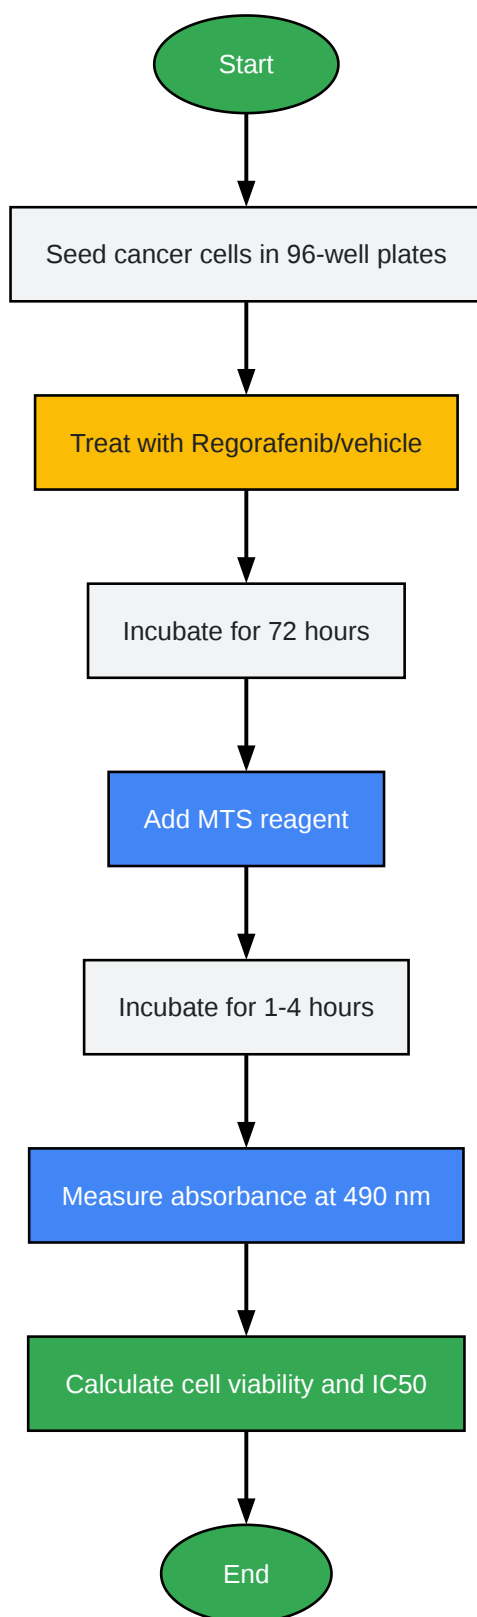 Start
Seed cancer cells in 96-well plates
Treat with Regorafenib/vehicle
Incubate for 72 hours
Add MTS reagent
Incubate for 1-4 hours
Measure absorbance at 490 nm
Calculate cell viability and IC50
End